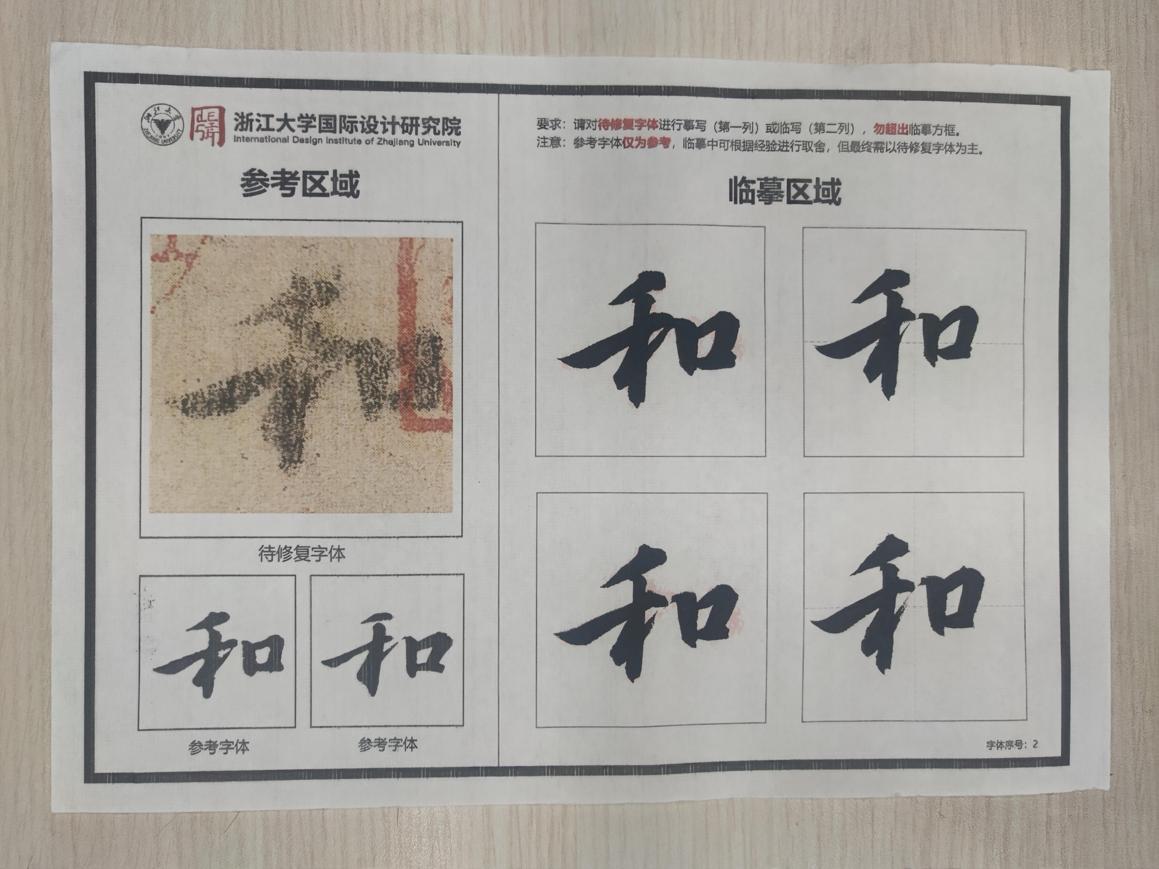 浙江大学国际设计研究院
International Design Institute of Zhejiang University
参考区域
和
待修复字体
和 和
参考字体 参考字体
要求：请对待修复字体进行摹写（第一列）或临写（第二列），勿超出临摹方框。
注意：参考字体仅为参考，临摹中可根据经验进行取舍，但最终需以待修复字体为主。
临摹区域
和 和
和 和
字体序号：2